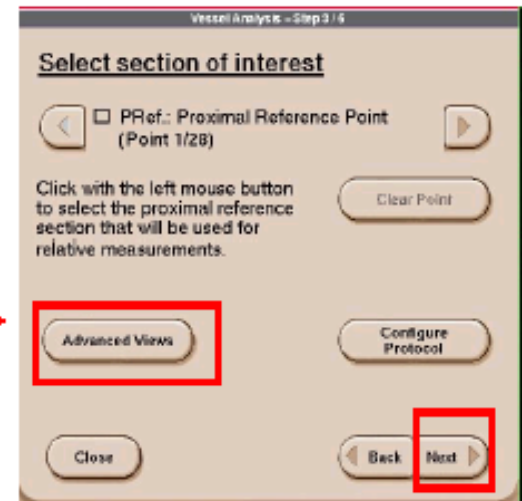 Vessel Analysis - Step 3 / 6
Select section of interest
PRef.: Proximal Reference Point
(Point 1/28)
Click with the left mouse button
to select the proximal reference
section that will be used for
relative measurements.
Clear Point
Advanced Views
Configure
Protocol
Close
Back
Next